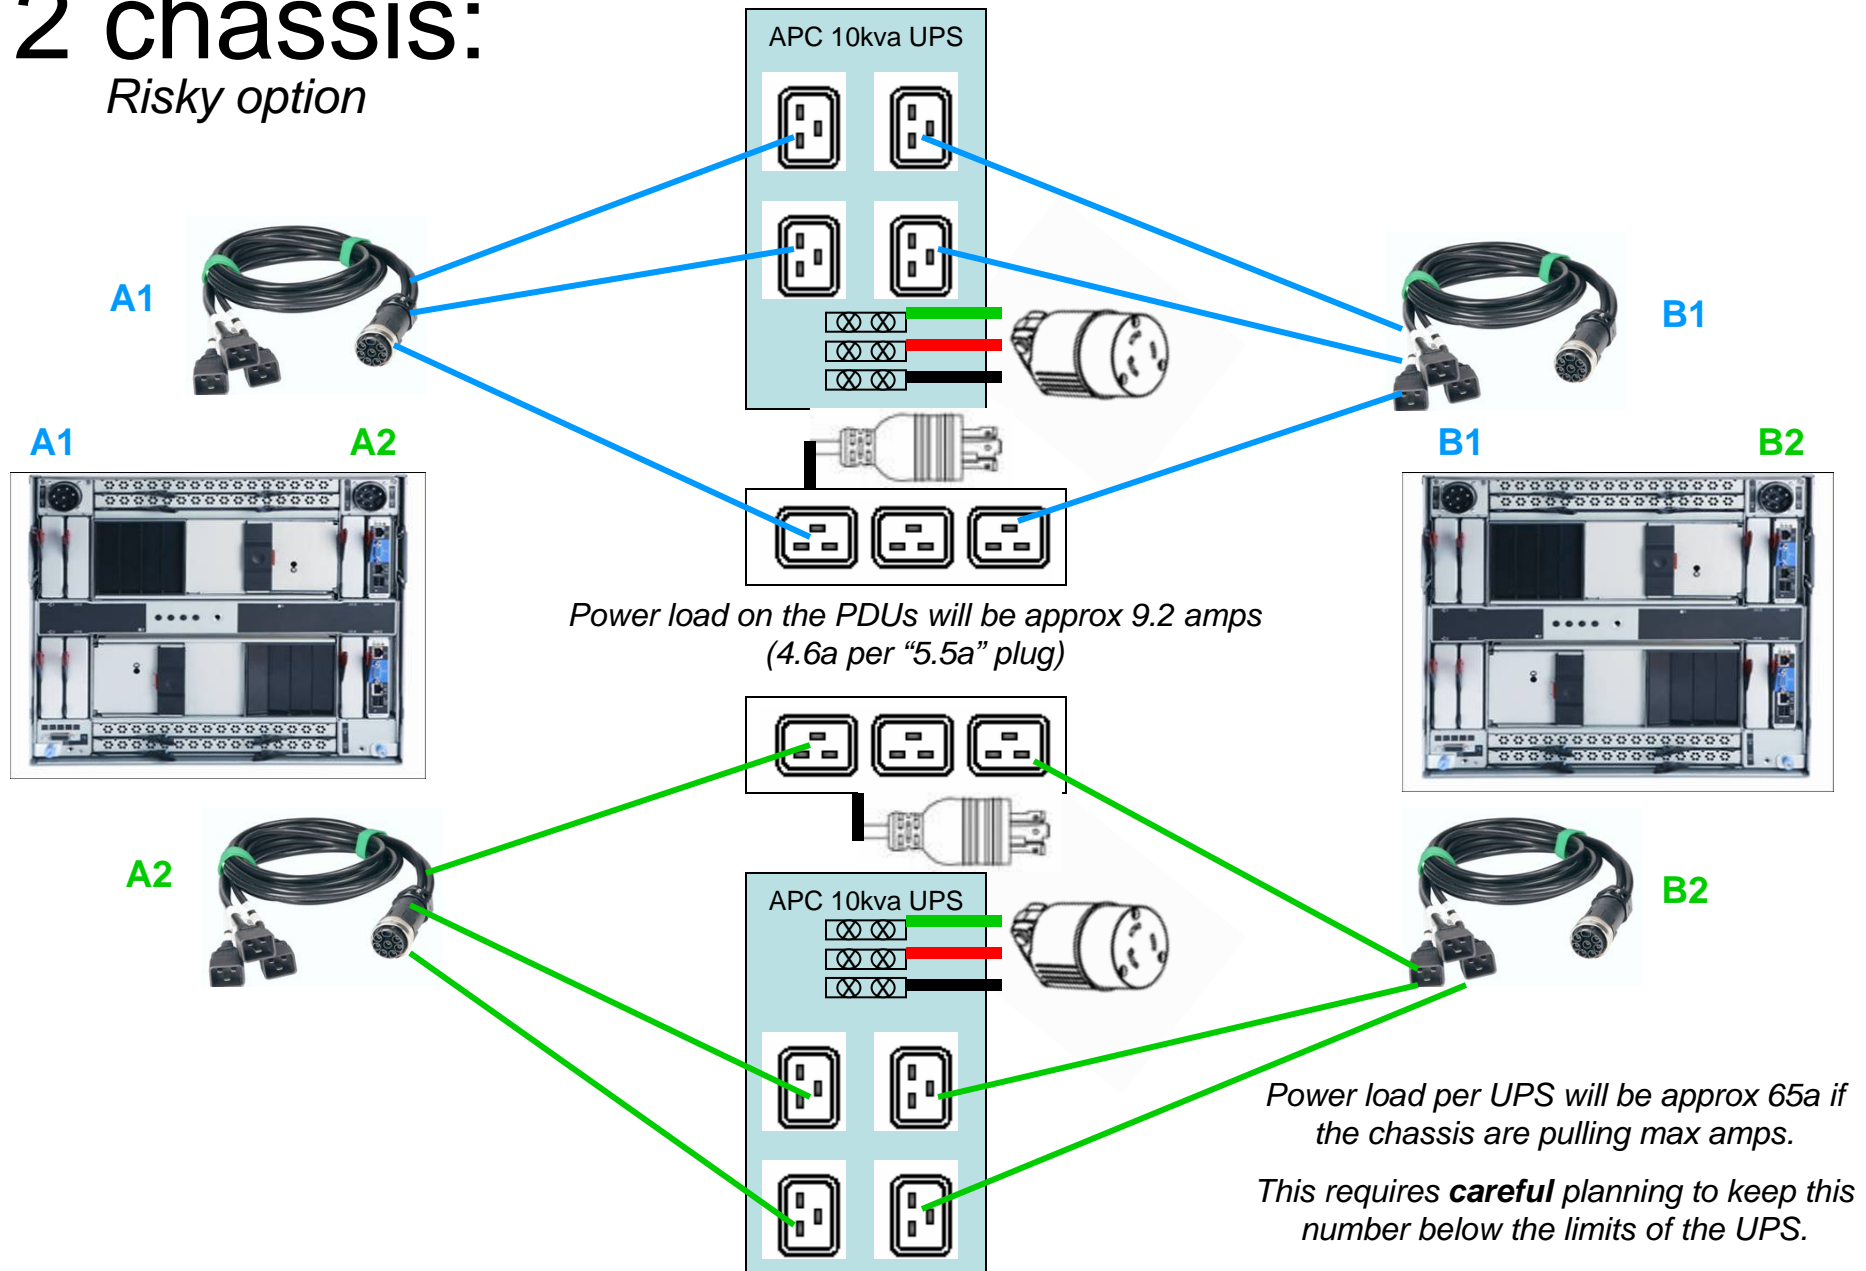 2 chassis:
Risky option
APC 10kva UPS
A1
B1
A1
A2
B1
B2
Power load on the PDUs will be approx 9.2 amps
(4.6a per “5.5a” plug)
A2
APC 10kva UPS
B2
Power load per UPS will be approx 65a if
the chassis are pulling max amps.
This requires careful planning to keep this
number below the limits of the UPS.